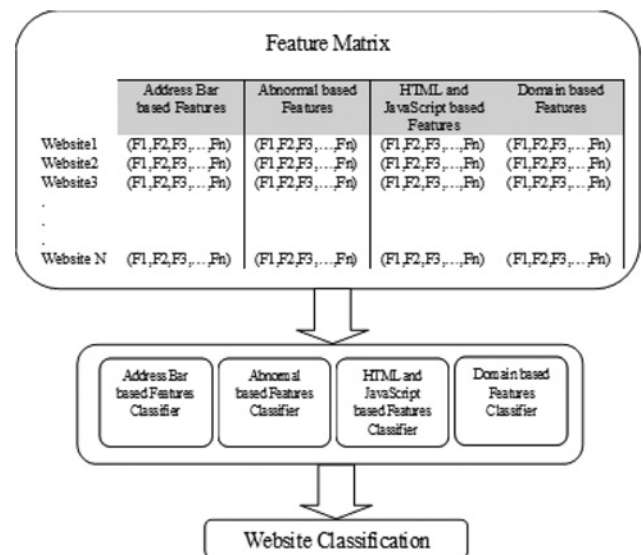 Feature Matrix
Address Bar based Features
Abnormal based Features
HTML and JavaScript based Features
Domain based Features
Website1 (F1,F2,F3,...,Fn) (F1,F2,F3,...,Fn) (F1,F2,F3,...,Fn) (F1,F2,F3,...,Fn)
Website2 (F1,F2,F3,...,Fn) (F1,F2,F3,...,Fn) (F1,F2,F3,...,Fn) (F1,F2,F3,...,Fn)
Website3 (F1,F2,F3,...,Fn) (F1,F2,F3,...,Fn) (F1,F2,F3,...,Fn) (F1,F2,F3,...,Fn)
.
.
.
Website N (F1,F2,F3,...,Fn) (F1,F2,F3,...,Fn) (F1,F2,F3,...,Fn) (F1,F2,F3,...,Fn)
Address Bar
based Features
Classifier
Abnormal
based Features
Classifier
HTML and
JavaScript
based Features
Classifier
Domain based
Features
Classifier
Website Classification